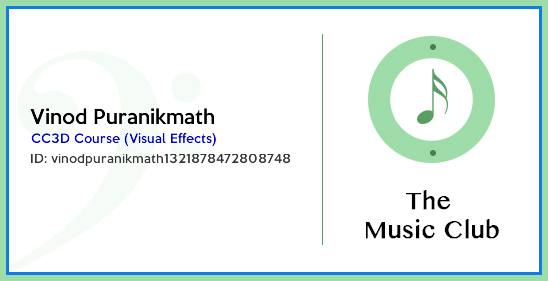 Vinod Puranikmath
CC3D Course (Visual Effects)
ID: vinodpuranikmath1321878472808748
The
Music Club